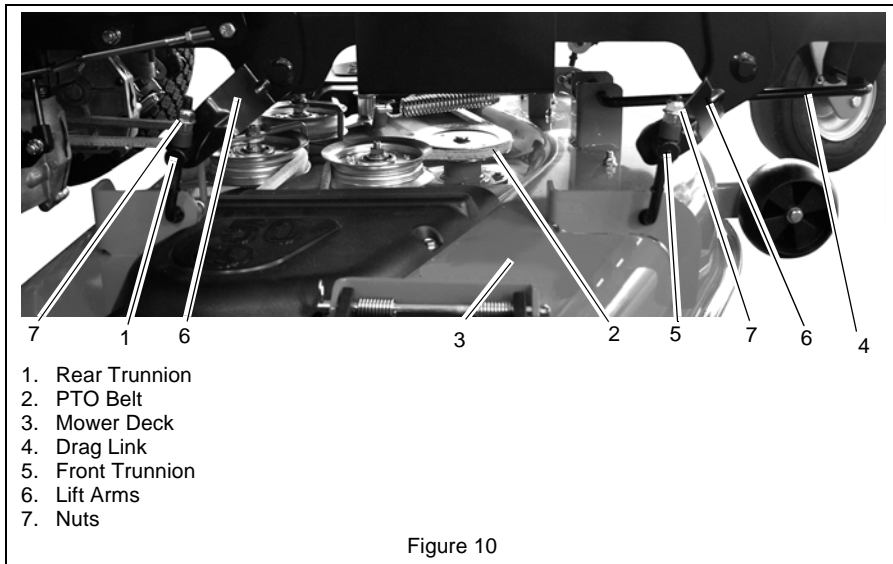 7 1 6 3 2 5 7 6 4
1. Rear Trunnion
2. PTO Belt
3. Mower Deck
4. Drag Link
5. Front Trunnion
6. Lift Arms
7. Nuts
Figure 10